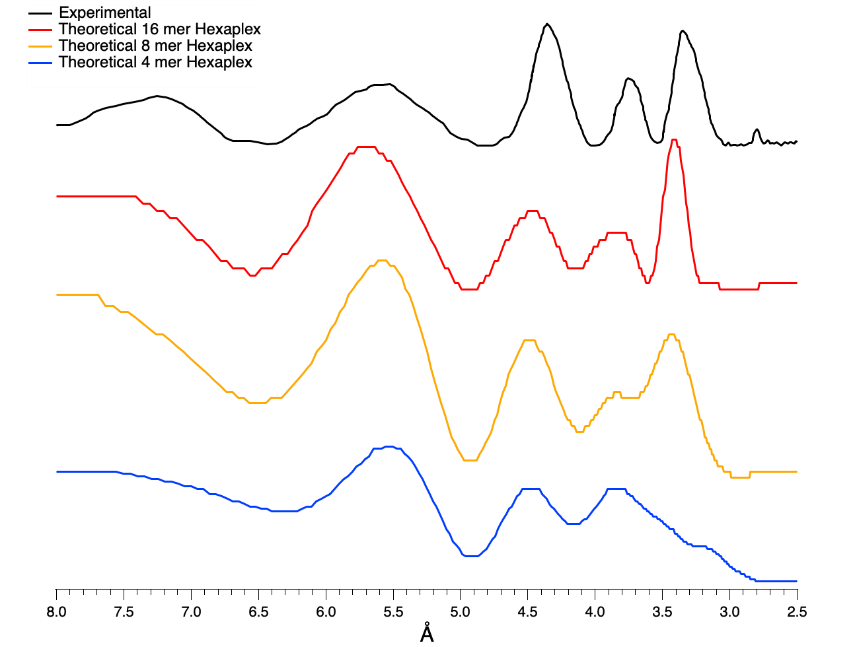 Experimental
Theoretical 16 mer Hexaplex
Theoretical 8 mer Hexaplex
Theoretical 4 mer Hexaplex
8.0 7.5 7.0 6.5 6.0 5.5 5.0 4.5 4.0 3.5 3.0 2.5
Å